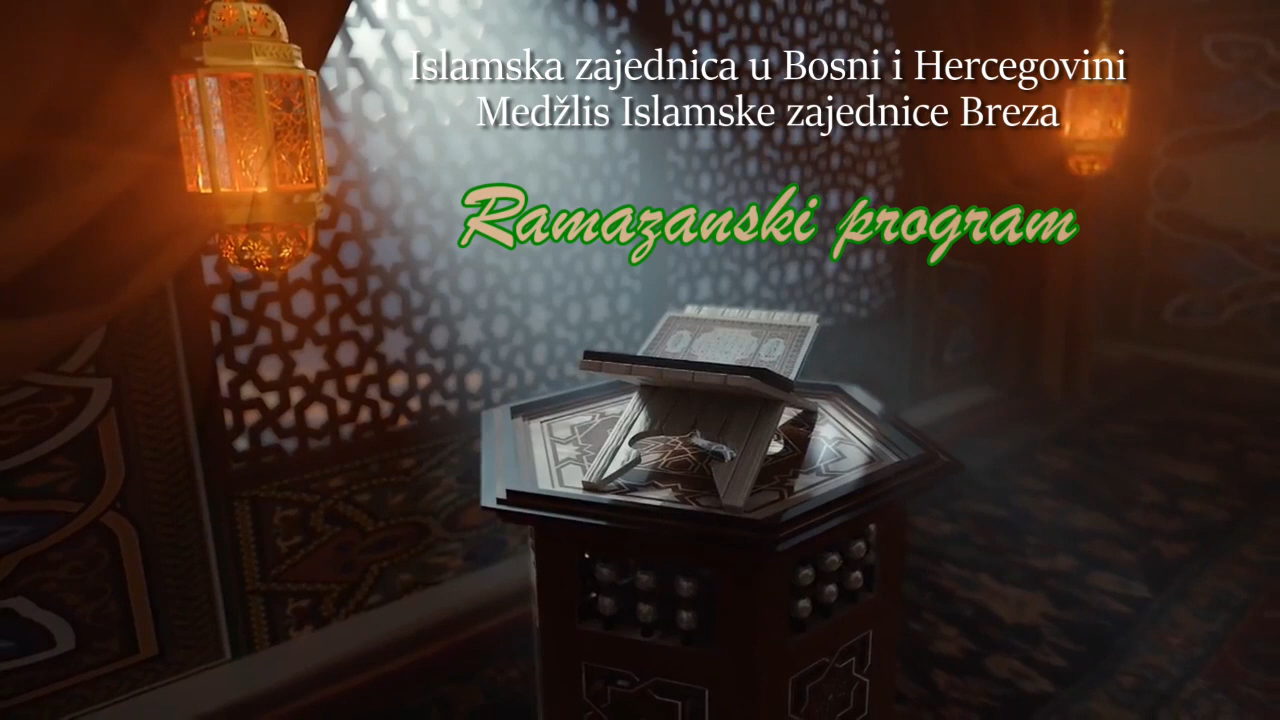 Islamska zajednica u Bosni i Hercegovini
Medžlis Islamske zajednice Breza
Ramazanski program